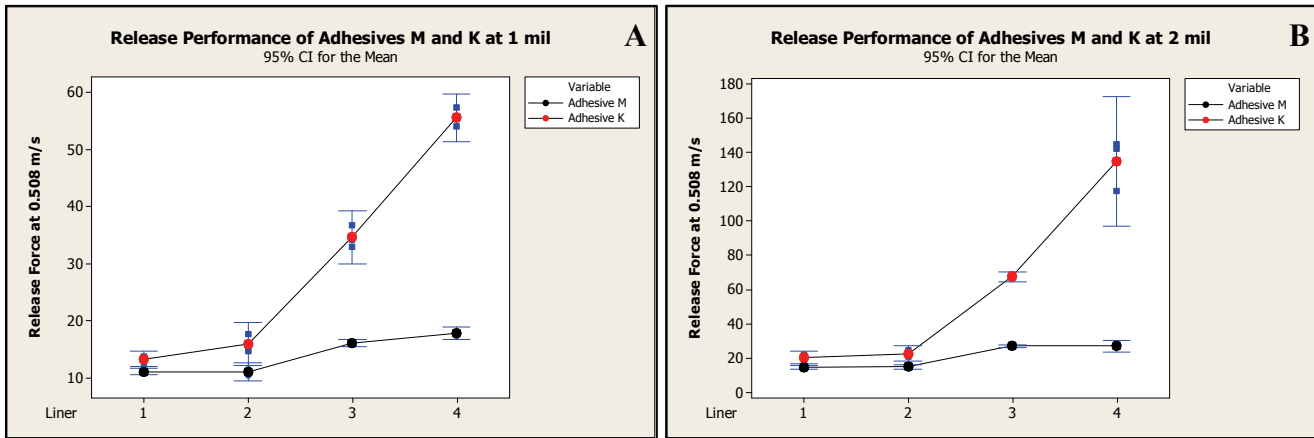 Release Performance of Adhesives M and K at 1 mil
A
95% CI for the Mean
Variable
Adhesive M
Adhesive K
Release Force at 0.508 m/s
60
50
40
30
20
10
Liner
1
2
3
4
Release Performance of Adhesives M and K at 2 mil
B
95% CI for the Mean
Variable
Adhesive M
Adhesive K
Release Force at 0.508 m/s
180
160
140
120
100
80
60
40
20
0
Liner
1
2
3
4